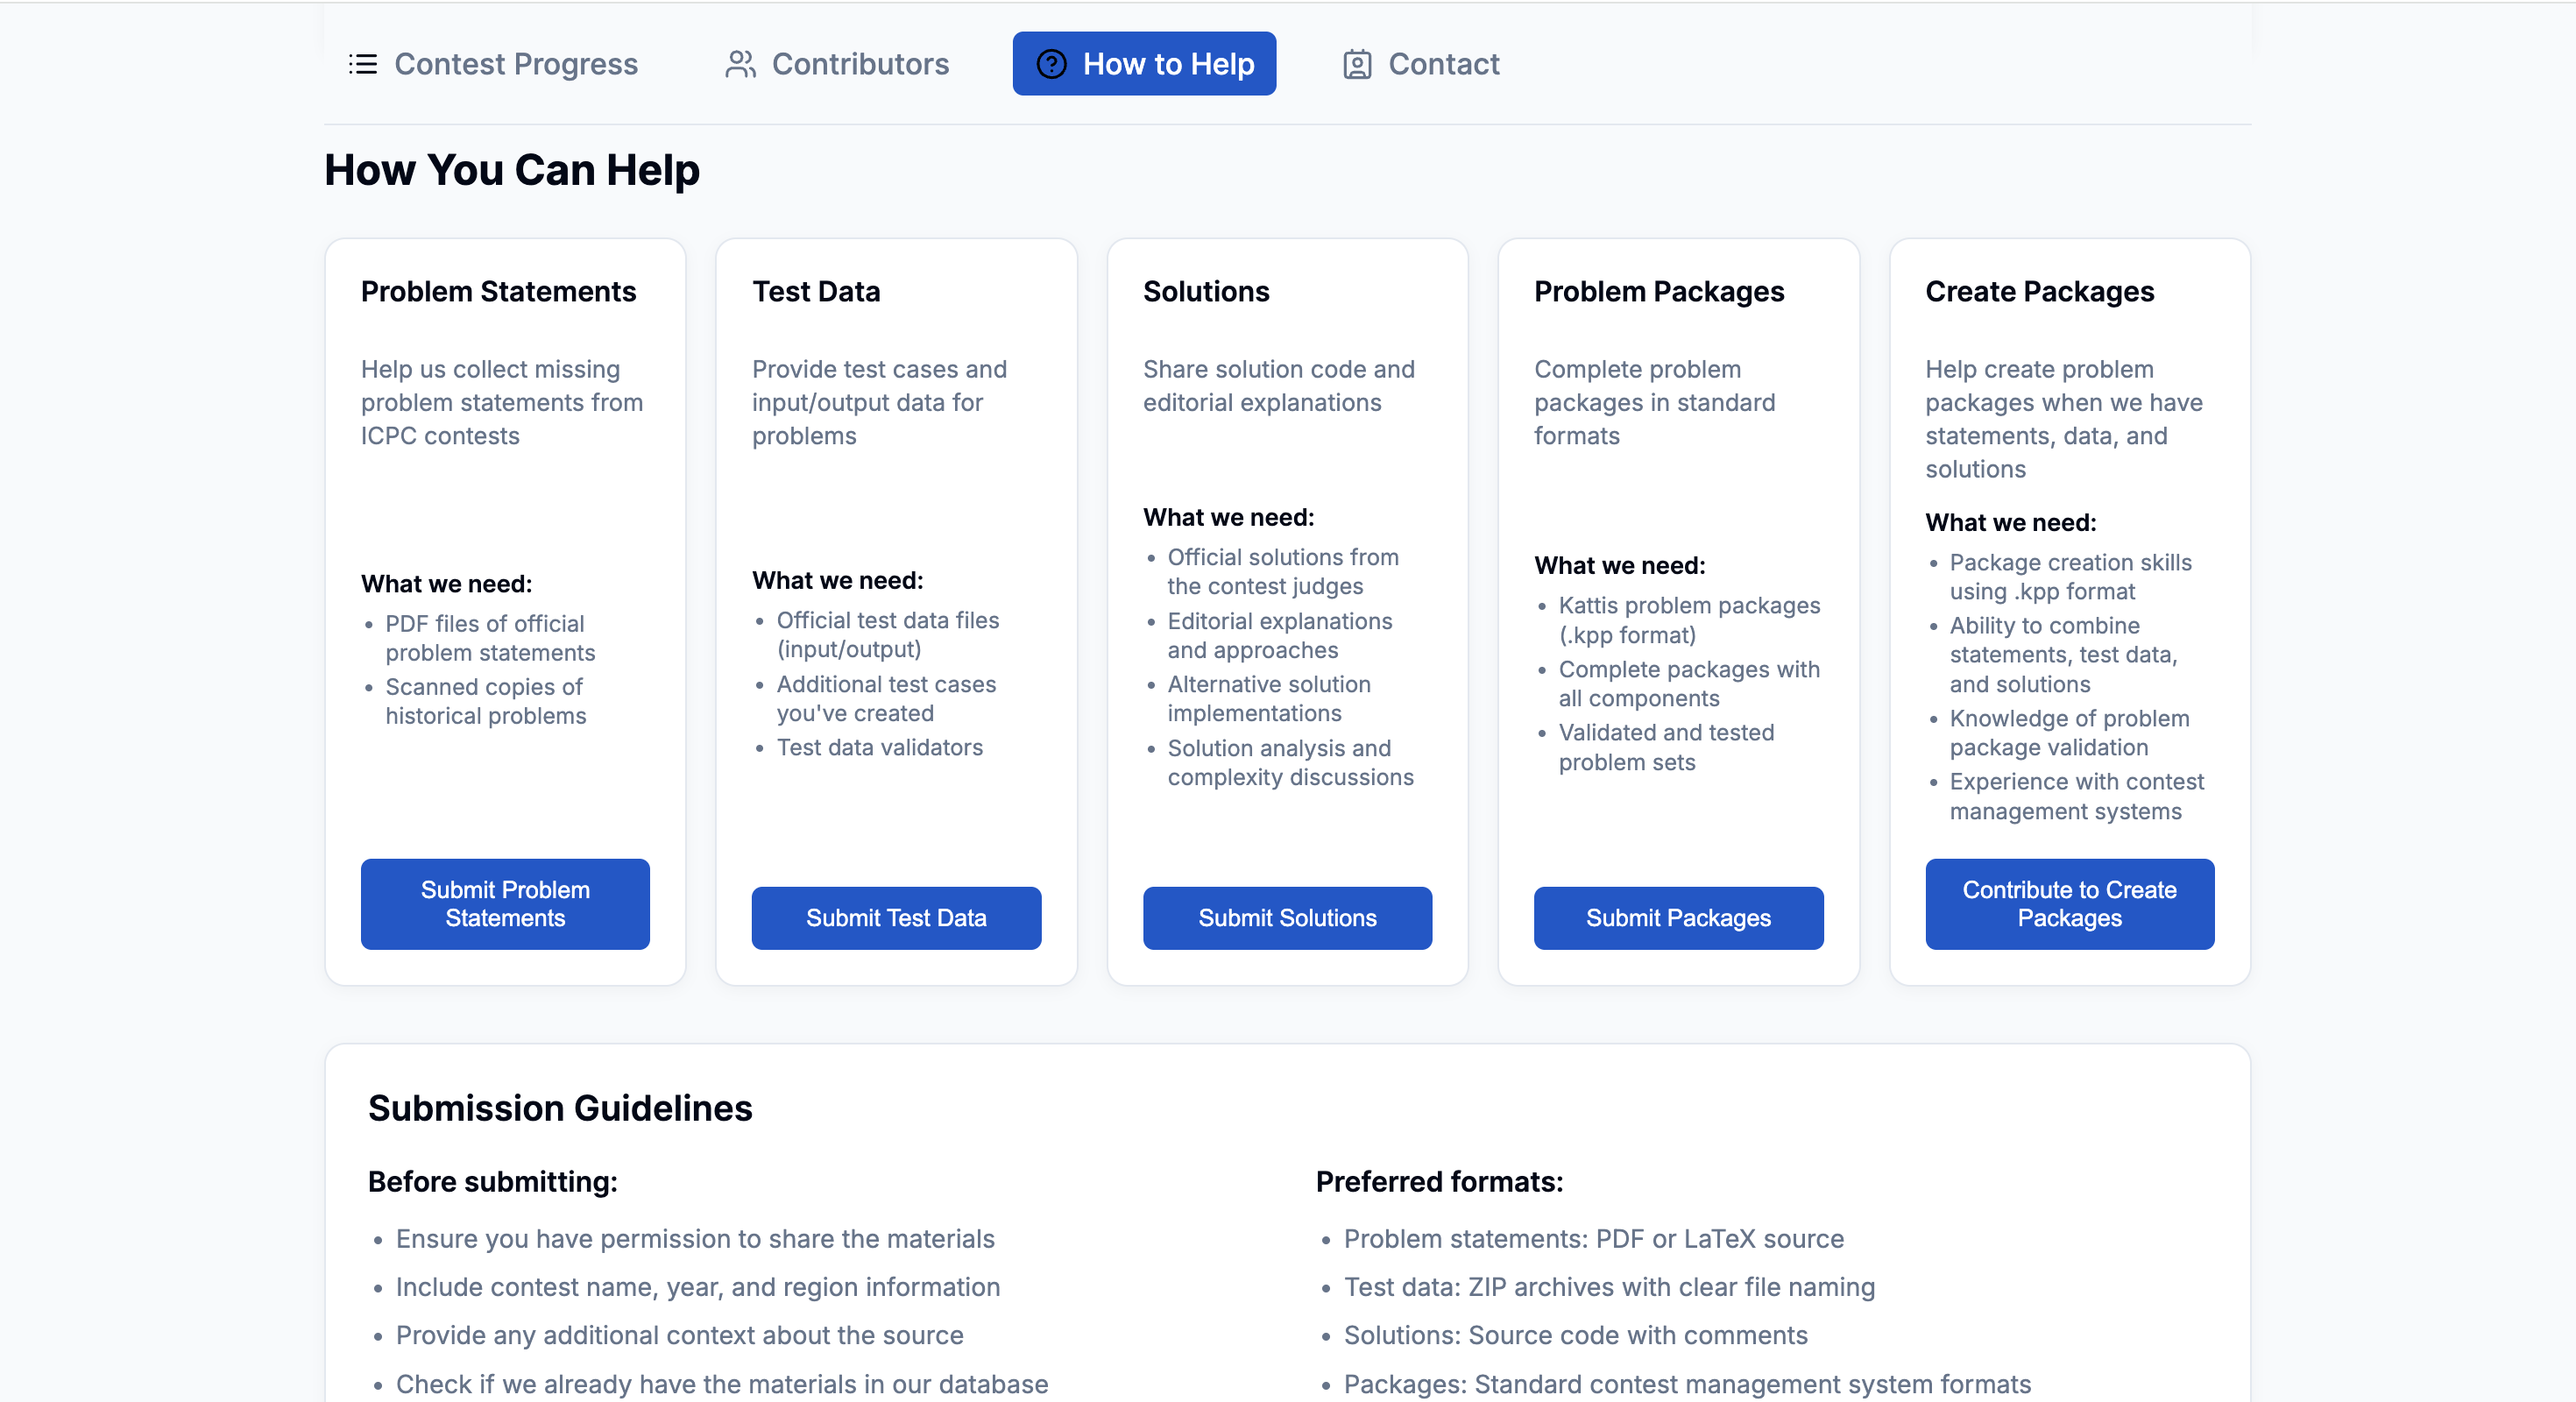 Contest Progress
Contributors
How to Help
Contact
How You Can Help
Problem Statements
Help us collect missing
problem statements from
ICPC contests
What we need:
PDF files of official
problem statements
Scanned copies of
historical problems
Submit Problem
Statements
Test Data
Provide test cases and
input/output data for
problems
What we need:
Official test data files
(input/output)
Additional test cases
you've created
Test data validators
Submit Test Data
Solutions
Share solution code and
editorial explanations
What we need:
Official solutions from
the contest judges
Editorial explanations
and approaches
Alternative solution
implementations
Solution analysis and
complexity discussions
Submit Solutions
Problem Packages
Complete problem
packages in standard
formats
What we need:
Kattis problem packages
(.kpp format)
Complete packages with
all components
Validated and tested
problem sets
Submit Packages
Create Packages
Help create problem
packages when we have
statements, data, and
solutions
What we need:
Package creation skills
using .kpp format
Ability to combine
statements, test data,
and solutions
Knowledge of problem
package validation
Experience with contest
management systems
Contribute to Create
Packages
Submission Guidelines
Before submitting:
Ensure you have permission to share the materials
Include contest name, year, and region information
Provide any additional context about the source
Check if we already have the materials in our database
Preferred formats:
Problem statements: PDF or LaTeX source
Test data: ZIP archives with clear file naming
Solutions: Source code with comments
Packages: Standard contest management system formats